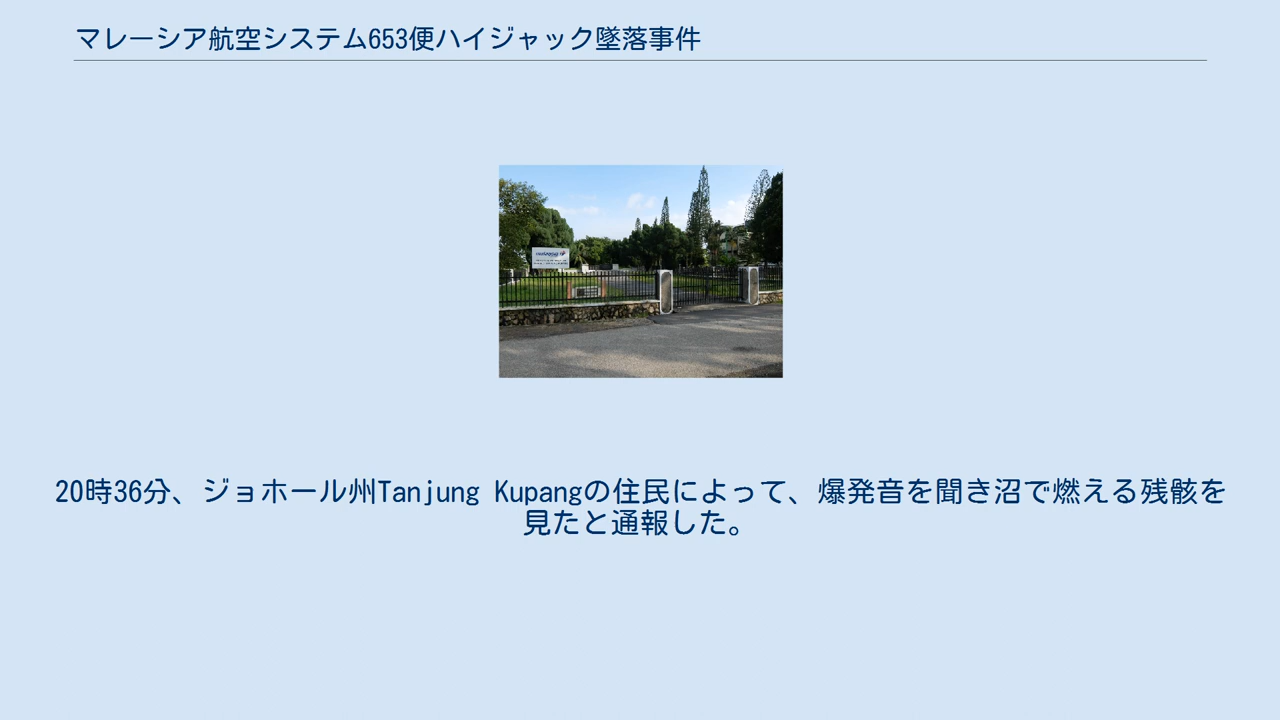 マレーシア航空システム653便ハイジャック墜落事件
20時36分、ジョホール州Tanjung Kupangの住民によって、爆発音を聞き沼で燃える残骸を
見たと通報した。